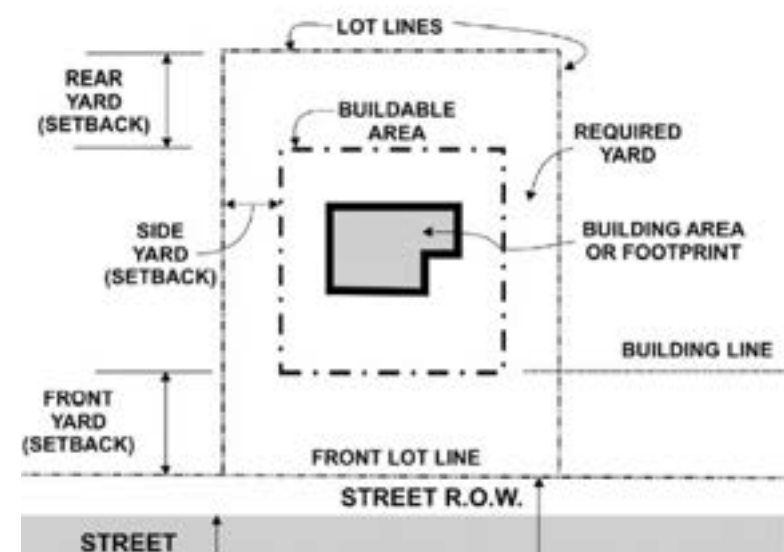 LOT LINES
REAR
YARD
(SETBACK)
BUILDABLE
AREA
REQUIRED
YARD
SIDE
YARD
(SETBACK)
BUILDING AREA
OR FOOTPRINT
BUILDING LINE
FRONT
YARD
(SETBACK)
FRONT LOT LINE
STREET R.O.W.
STREET